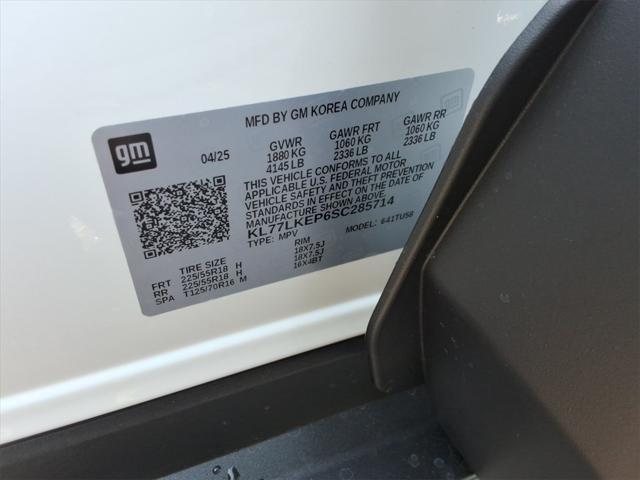 MFD BY GM KOREA COMPANY
gm
04/25 GVWR GAWR FRT GAWR RR
1880 KG 1060 KG 1060 KG
4145 LB 2336 LB 2336 LB
THIS VEHICLE CONFORMS TO ALL
APPLICABLE U.S. FEDERAL MOTOR
VEHICLE SAFETY AND THEFT PREVENTION
STANDARDS IN EFFECT ON THE DATE OF
MANUFACTURE SHOWN ABOVE.
KL77LKEP6SC285714
TYPE: MPV MODEL: 641TU58
TIRE SIZE RIM
FRT 225/55R18 H 18X7.5J
RR 225/55R18 H 18X7.5J
SPA T125/70R16 M 16X4BT